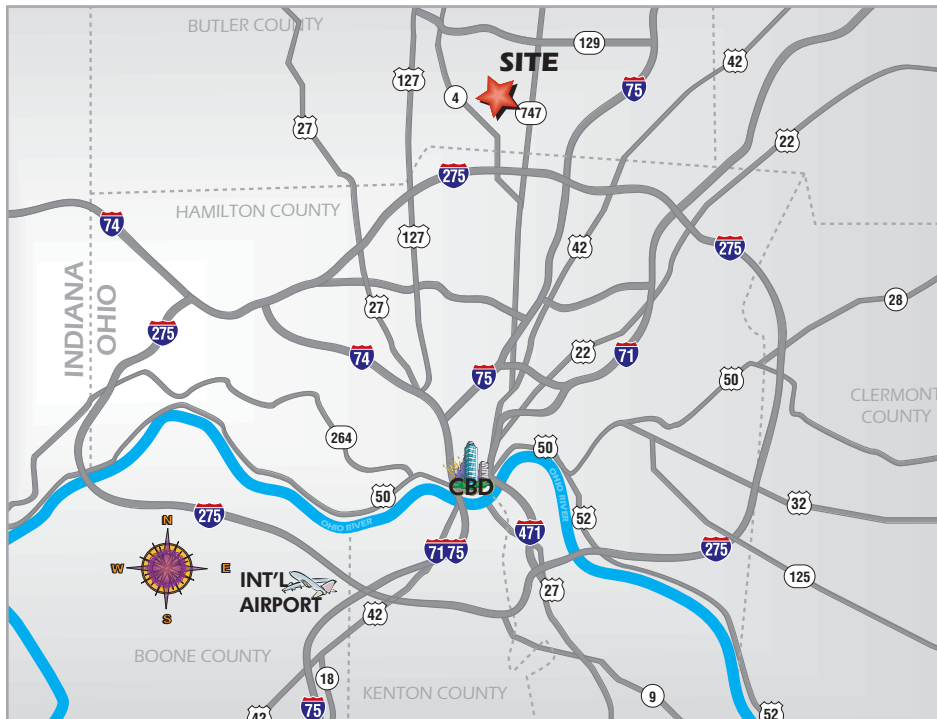 BUTLER COUNTY
129
SITE
42
127
75
4
747
27
22
275
HAMILTON COUNTY
74
127
42
275
INDIANA
OHIO
28
27
275
74
22
71
75
50
CLERMONT
COUNTY
264
50
CBD
50
OHIO RIVER
32
275
OHIO RIVER
52
N
71 75
471
275
W
E
INT'L
AIRPORT
125
27
S
42
BOONE COUNTY
18
KENTON COUNTY
9
75
42
52